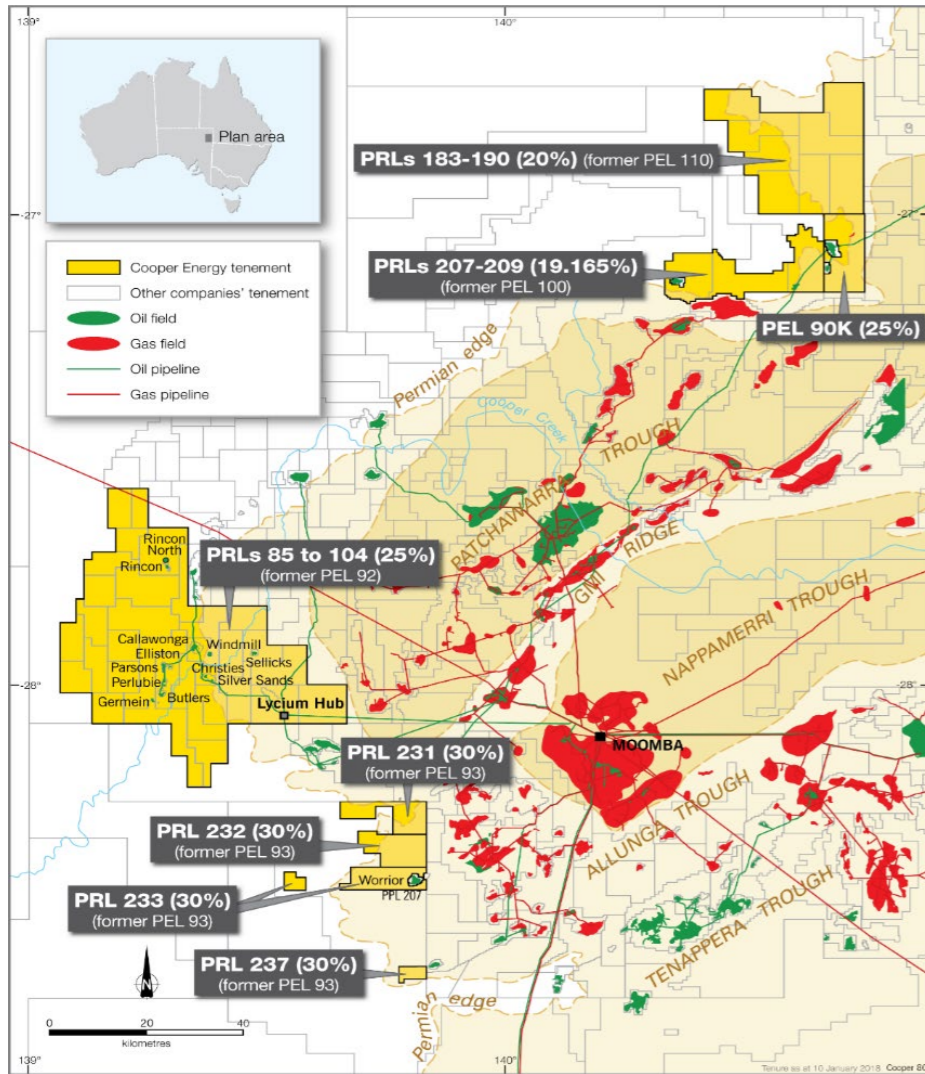 139°
140°
Plan area
PRLs 183-190 (20%) (former PEL 110)
-27°
-27°
Cooper Energy tenement
Other companies' tenement
Oil field
Gas field
Oil pipeline
Gas pipeline
PRLs 207-209 (19.165%)
(former PEL 100)
PEL 90K (25%)
Permian edge
Cooper Creek
PATCHAWARRA TROUGH
GMI RIDGE
NAPPAMERRI TROUGH
Rincon
North
Rincon
PRLs 85 to 104 (25%)
(former PEL 92)
Callawonga
Elliston
Windmill
Parsons
Sellicks
Christies
Perlubie
Silver Sands
Butlers
Germein
Lycium Hub
-28°
-28°
MOOMBA
PRL 231 (30%)
(former PEL 93)
ALLUNGA TROUGH
PRL 232 (30%)
(former PEL 93)
Worrior
PPL 207
PRL 233 (30%)
(former PEL 93)
TENAPPERA TROUGH
PRL 237 (30%)
(former PEL 93)
Permian edge
N
0
20
40
kilometres
139°
140°
Tenure as at 10 January 2018 Cooper 80